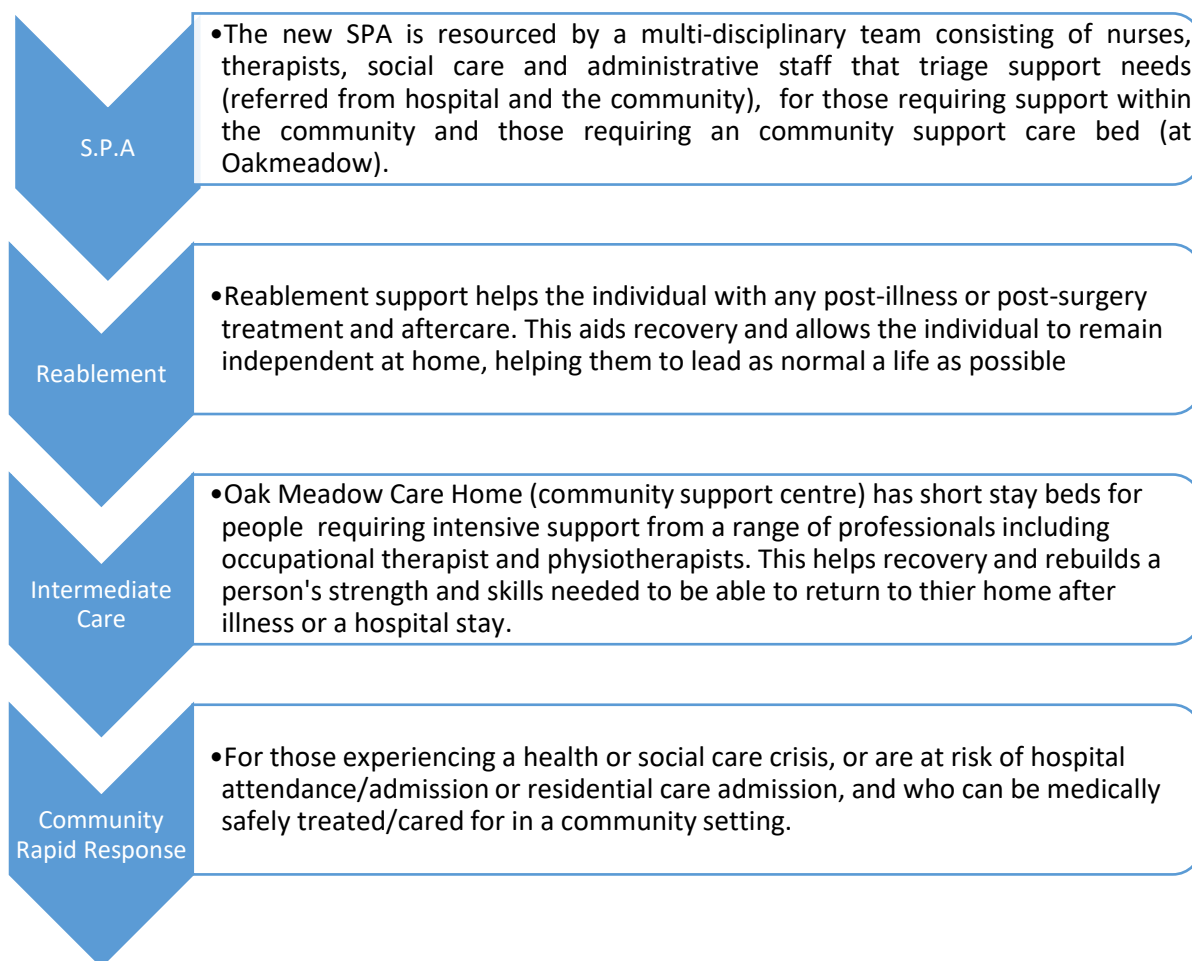 S.P.A
•The new SPA is resourced by a multi-disciplinary team consisting of nurses,
therapists, social care and administrative staff that triage support needs
(referred from hospital and the community), for those requiring support within
the community and those requiring an community support care bed (at
Oakmeadow).
Reablement
•Reablement support helps the individual with any post-illness or post-surgery
treatment and aftercare. This aids recovery and allows the individual to remain
independent at home, helping them to lead as normal a life as possible
Intermediate
Care
•Oak Meadow Care Home (community support centre) has short stay beds for
people requiring intensive support from a range of professionals including
occupational therapist and physiotherapists. This helps recovery and rebuilds a
person's strength and skills needed to be able to return to thier home after
illness or a hospital stay.
Community
Rapid Response
•For those experiencing a health or social care crisis, or are at risk of hospital
attendance/admission or residential care admission, and who can be medically
safely treated/cared for in a community setting.